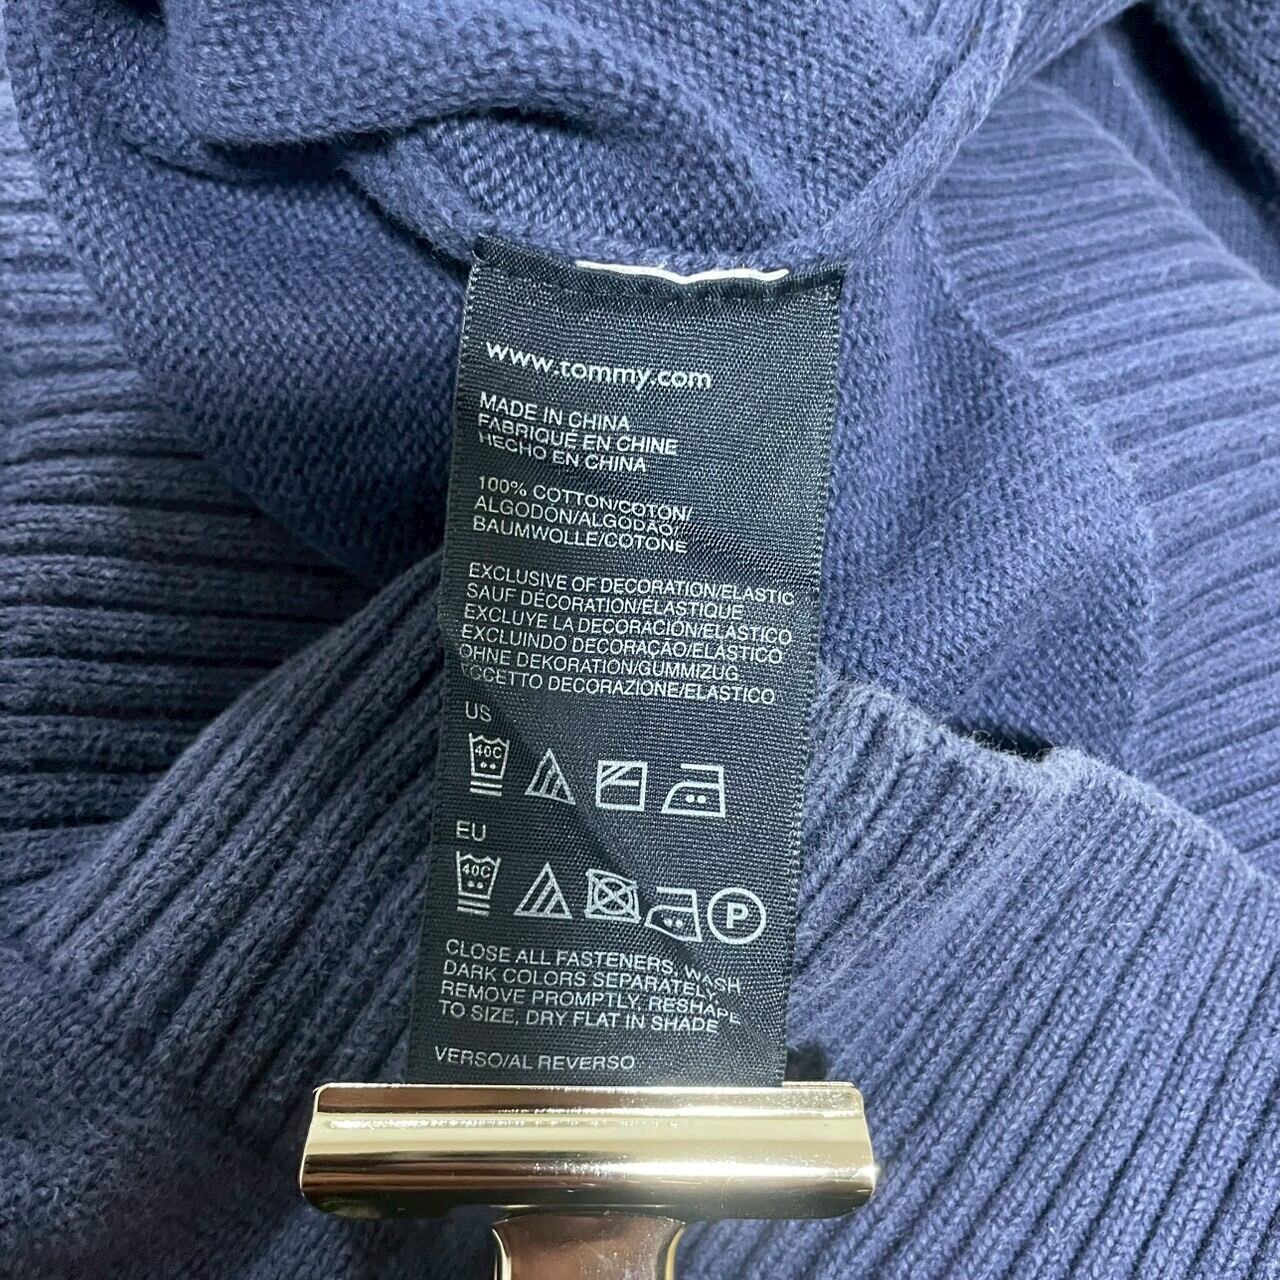 www.tommy.com
MADE IN CHINA
FABRIQUÉ EN CHINE
HECHO EN CHINA
100% COTTON/COTON/
ALGODÓN/ALGODÃO/
BAUMWOLLE/COTONE
EXCLUSIVE OF DECORATION/ELASTIC
SAUF DÉCORATION/ELASTIQUE
EXCLUYE LA DECORACIÓN/ELÁSTICO
EXCLUINDO DECORAÇAO/ELÁSTICO
OHNE DEKORATION/GUMMIZUG
ECCETTO DECORAZIONE/ELASTICO
US
40C
EU
40C
P
CLOSE ALL FASTENERS, WASH
DARK COLORS SEPARATELY,
REMOVE PROMPTLY, RESHAPE
TO SIZE, DRY FLAT IN SHADE
VERSO/AL REVERSO